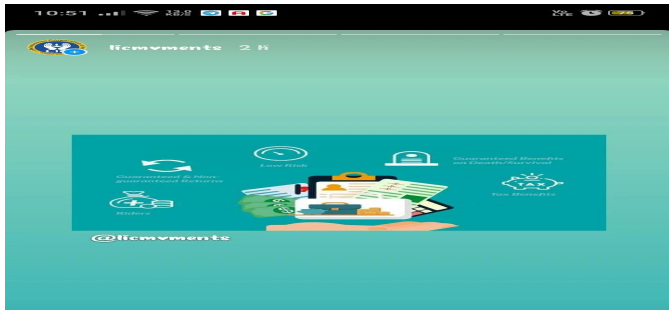 10:51
licmvments 2 h
Low Risk
Guaranteed Benefits
on Death/Survival
Guaranteed & Non-
guaranteed Returns
TAX
Tax Benefits
Riders
@licmvments